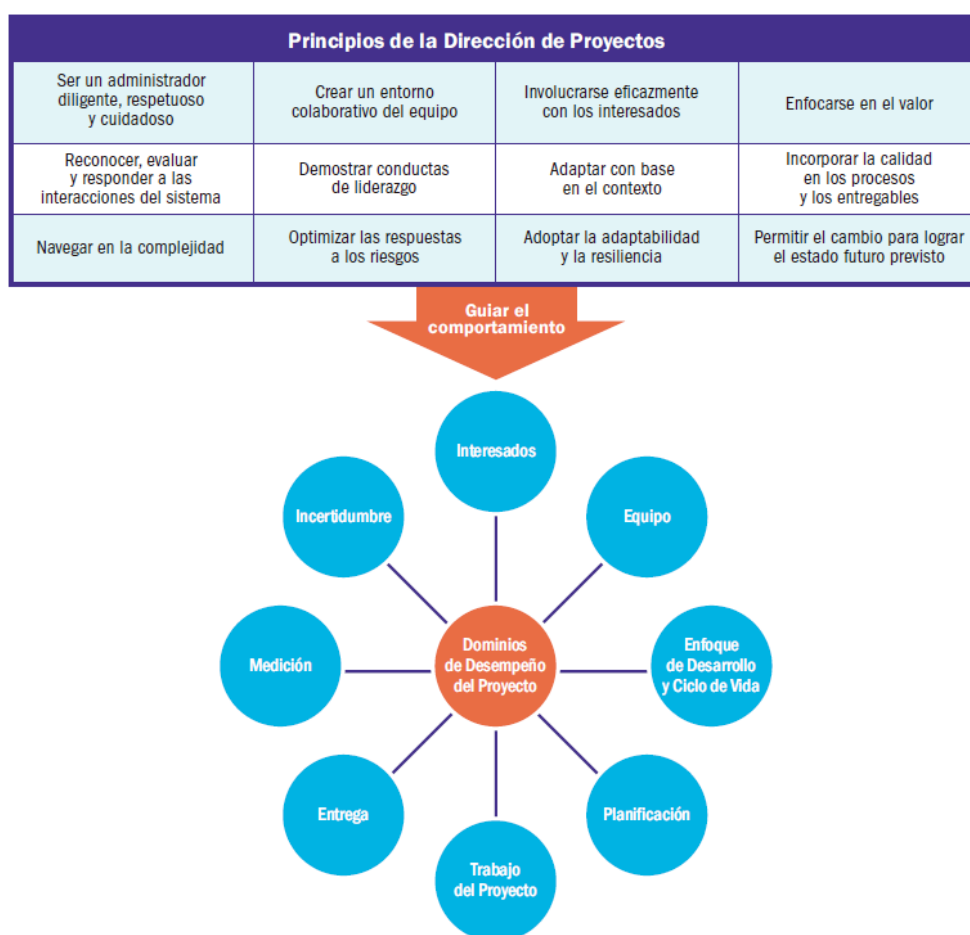 Principios de la Dirección de Proyectos
Ser un administrador
diligente, respetuoso
y cuidadoso
Crear un entorno
colaborativo del equipo
Involucrarse eficazmente
con los interesados
Enfocarse en el valor
Reconocer, evaluar
y responder a las
interacciones del sistema
Demostrar conductas
de liderazgo
Adaptar con base
en el contexto
Incorporar la calidad
en los procesos
y los entregables
Navegar en la complejidad
Optimizar las respuestas
a los riesgos
Adoptar la adaptabilidad
y la resiliencia
Permitir el cambio para lograr
el estado futuro previsto
Guiar el
comportamiento
Interesados
Incertidumbre
Equipo
Medición
Dominios
de Desempeño
del Proyecto
Enfoque
de Desarrollo
y Ciclo de Vida
Entrega
Planificación
Trabajo
del Proyecto